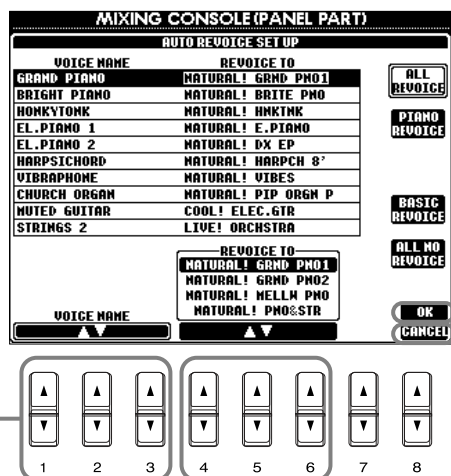 MIXING CONSOLE (PANEL PART)
AUTO REVOICE SET UP
VOICE NAME REVOICE TO
GRAND PIANO NATURAL! GRND PNO1
BRIGHT PIANO NATURAL! BRITE PNO
HONKYTONK NATURAL! HNKTNK
EL.PIANO 1 NATURAL! E.PIANO
EL.PIANO 2 NATURAL! DX EP
HARPSICHORD NATURAL! HARPCH 8'
VIBRAPHONE NATURAL! VIBES
CHURCH ORGAN NATURAL! PIP ORGN P
MUTED GUITAR COOL! ELEC.GTR
STRINGS 2 LIVE! ORCHSTRA
ALL REVOICE
PIANO REVOICE
BASIC REVOICE
ALL NO REVOICE
REVOICE TO
NATURAL! GRND PNO1
NATURAL! GRND PNO2
NATURAL! MELLW PNO
NATURAL! PNO&STR
VOICE NAME
OK
CANCEL
1 2 3 4 5 6 7 8